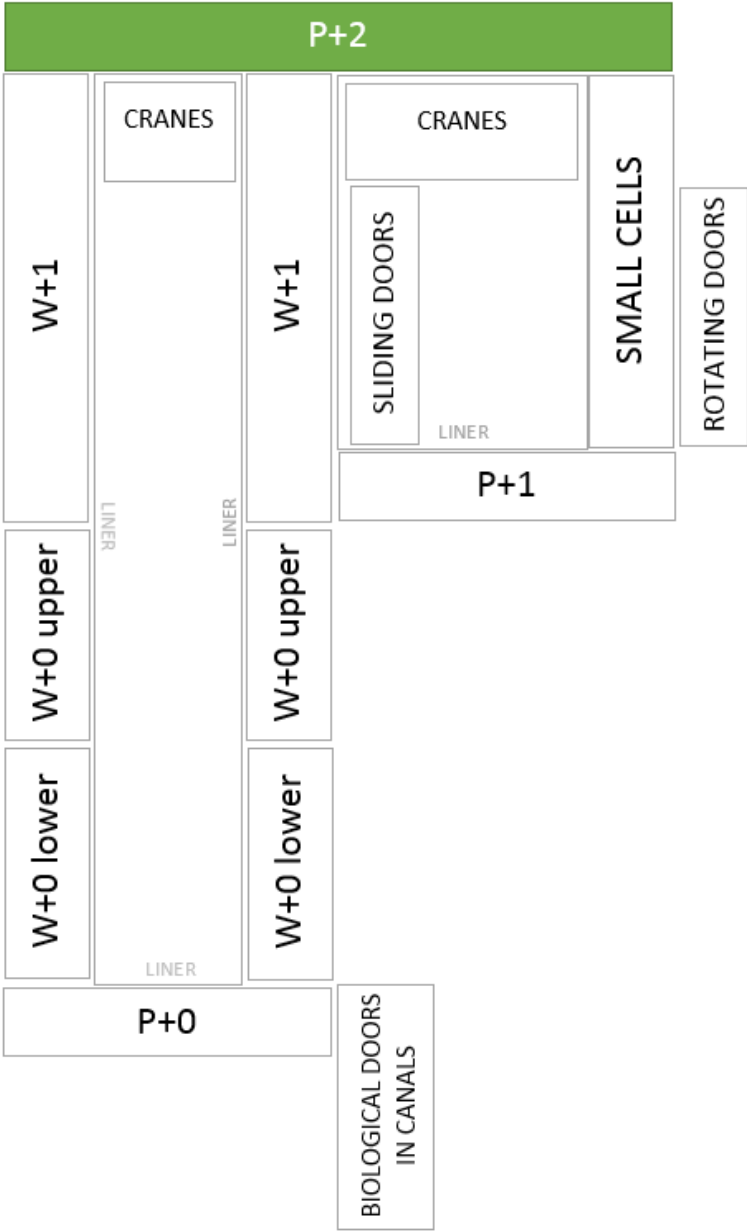 P+2
W+1
CRANES
W+1
CRANES
SLIDING DOORS
SMALL CELLS
ROTATING DOORS
LINER
P+1
LINER
LINER
W+0 upper
W+0 upper
W+0 lower
W+0 lower
LINER
P+0
BIOLOGICAL DOORS
IN CANALS